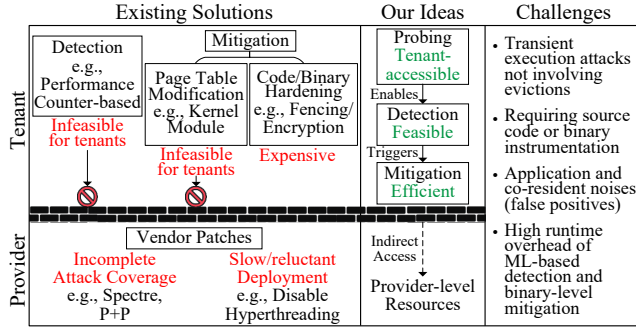 Existing Solutions
Our Ideas
Challenges
Tenant
Detection
e.g.,
Performance
Counter-based
Infeasible
for tenants
Mitigation
Page Table
Modification
e.g., Kernel
Module
Infeasible
for tenants
Code/Binary
Hardening
e.g., Fencing/
Encryption
Expensive
Probing
Tenant-
accessible
Enables
Detection
Feasible
Triggers
Mitigation
Efficient
Provider
Vendor Patches
Incomplete
Attack Coverage
e.g., Spectre,
P+P
Slow/reluctant
Deployment
e.g., Disable
Hyperthreading
Indirect
Access
Provider-level
Resources
• Transient
execution attacks
not involving
evictions
• Requiring source
code or binary
instrumentation
• Application and
co-resident noises
(false positives)
• High runtime
overhead of
ML-based
detection and
binary-level
mitigation